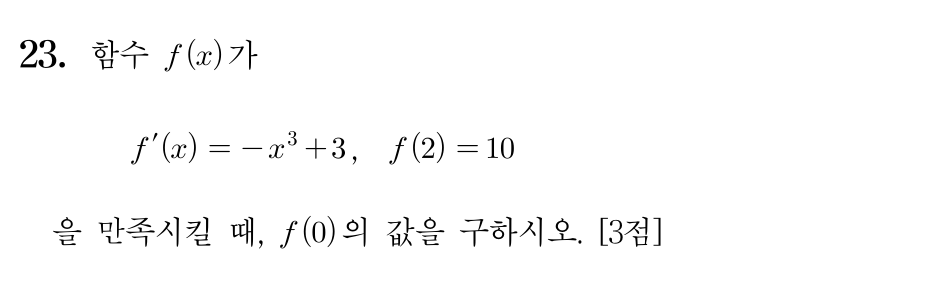 23. 함수 f(x)가
f′(x)=−x³+3, f(2)=10
을 만족시킬 때, f(0)의 값을 구하시오. [3점]